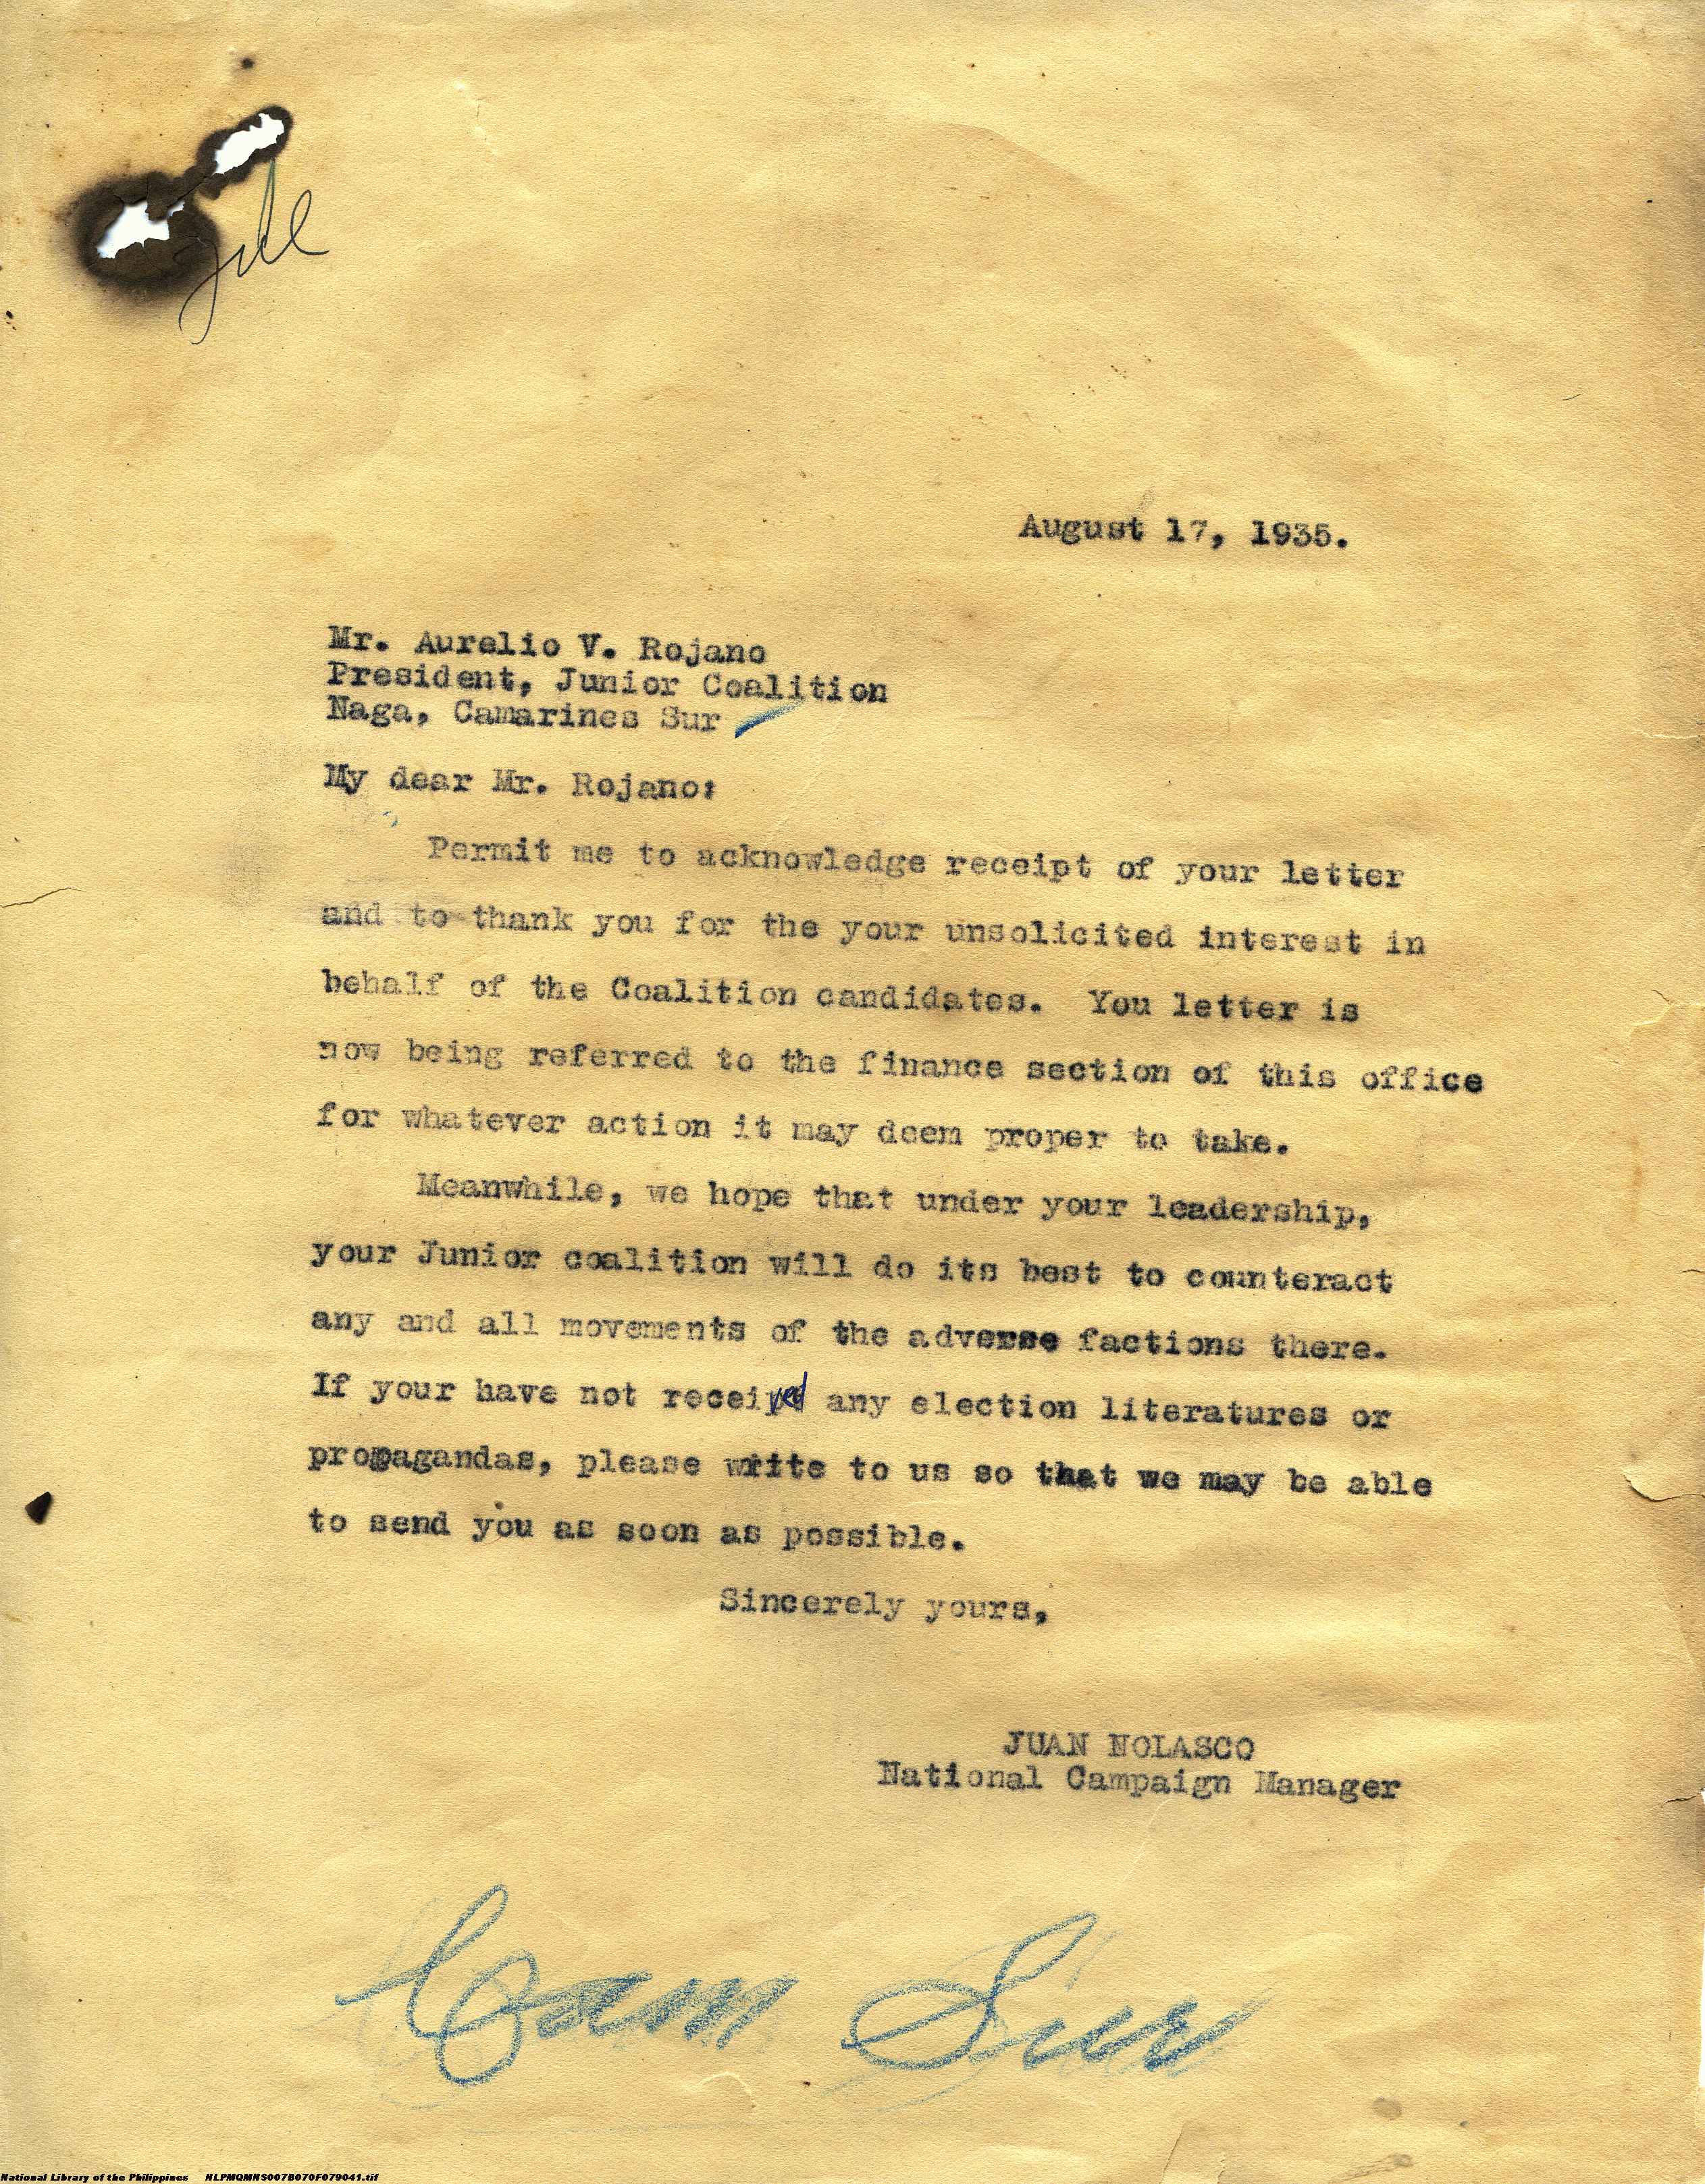 August 17, 1935.
Mr. Aurelio V. Rojano
President, Junior Coalition
Naga, Camarines Sur
My dear Mr. Rojano:
Permit me to acknowledge receipt of your letter
and to thank you for the your unsolicited interest in
behalf of the Coalition candidates. You letter is
now being referred to the finance section of this office
for whatever action it may deem proper to take.
Meanwhile, we hope that under your leadership,
your Junior coalition will do its best to counteract
any and all movements of the adverse factions there.
If your have not received any election literatures or
propagandas, please write to us so that we may be able
to send you as soon as possible.
Sincerely yours,
JUAN NOLASCO
National Campaign Manager
Cam Sur
National Library of the Philippines NLPMQMNS007B070F079041.tif